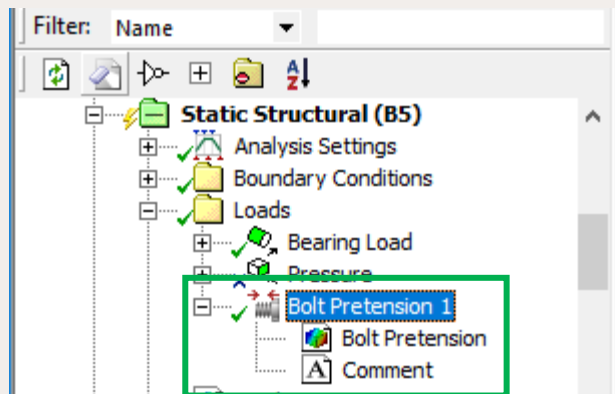 Filter: Name
Static Structural (B5)
Analysis Settings
Boundary Conditions
Loads
Bearing Load
Pressure
Bolt Pretension 1
Bolt Pretension
A Comment